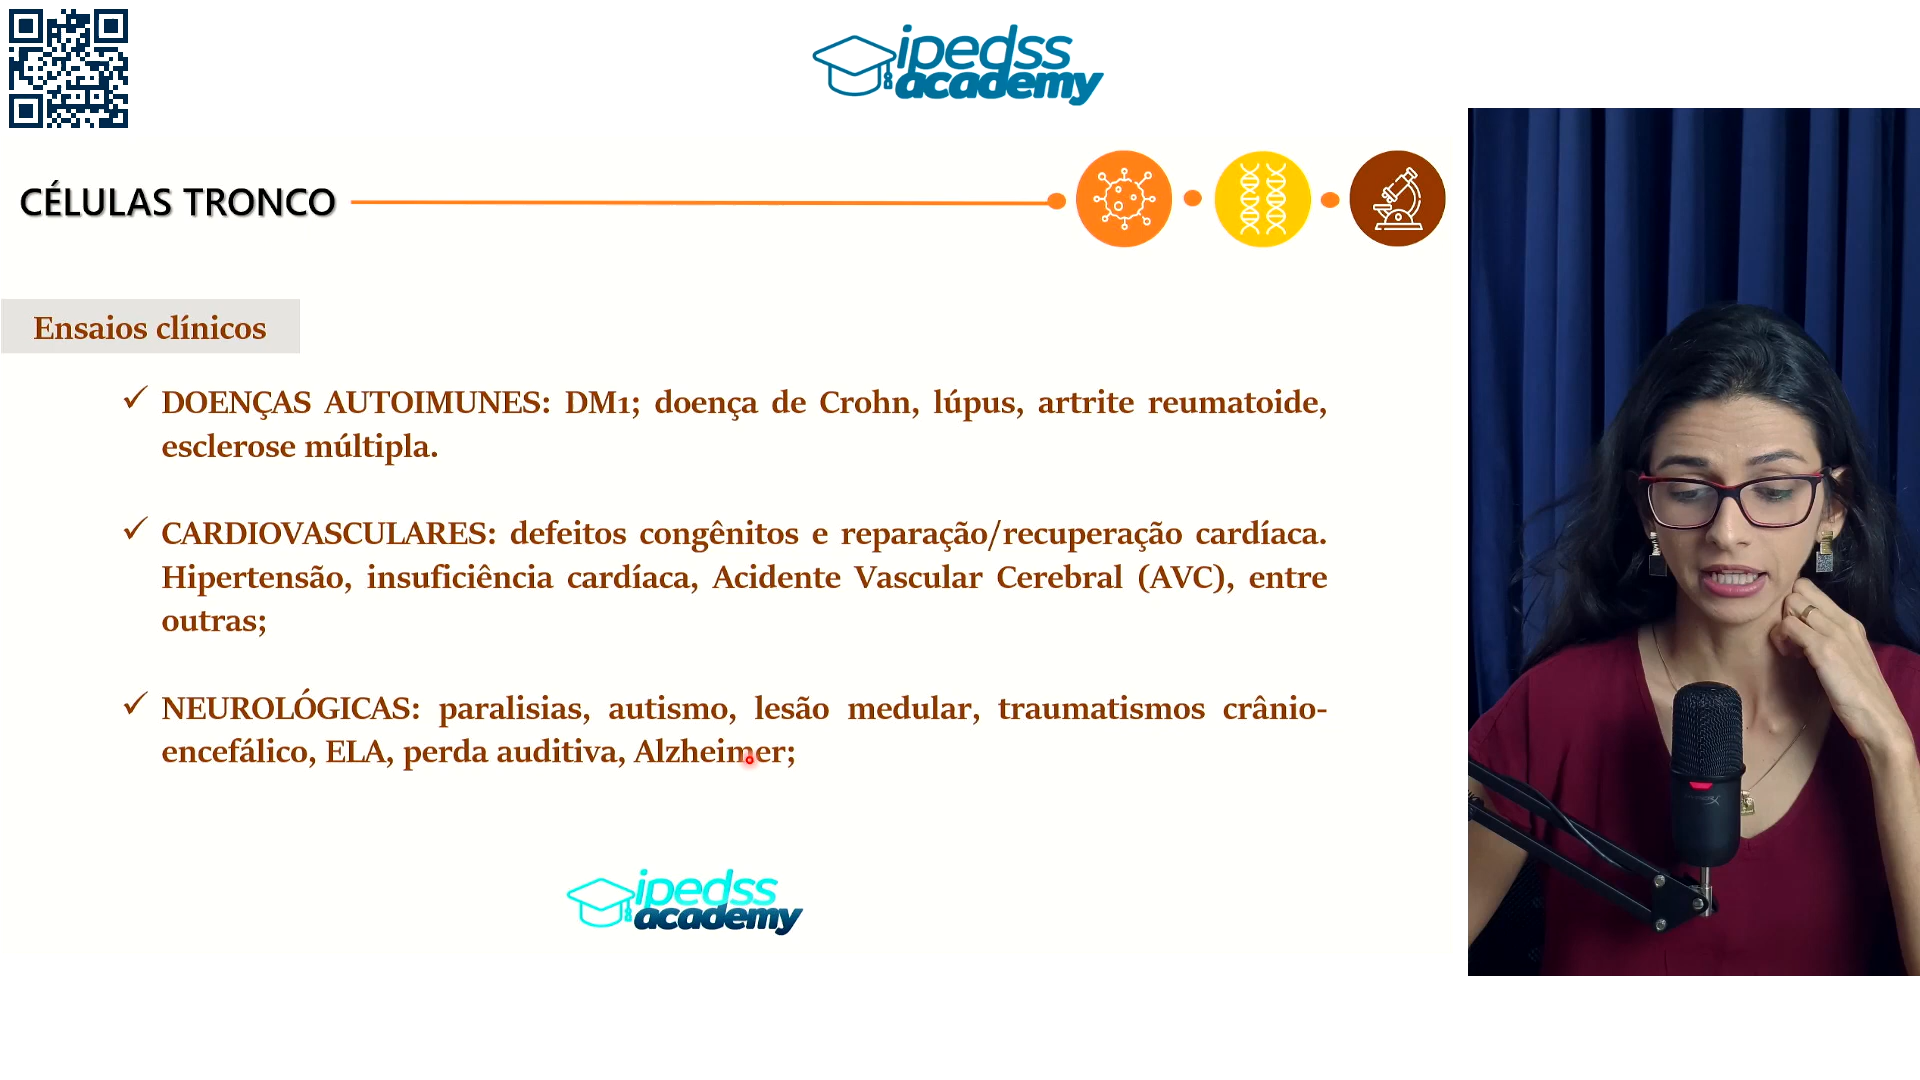 ipedss
academy
CÉLULAS TRONCO
Ensaios clínicos
✓ DOENÇAS AUTOIMUNES: DM1; doença de Crohn, lúpus, artrite reumatoide,
esclerose múltipla.
✓ CARDIOVASCULARES: defeitos congênitos e reparação/recuperação cardíaca.
Hipertensão, insuficiência cardíaca, Acidente Vascular Cerebral (AVC), entre
outras;
✓ NEUROLÓGICAS: paralisias, autismo, lesão medular, traumatismos crânio-
encefálico, ELA, perda auditiva, Alzheimer;
ipedss
academy